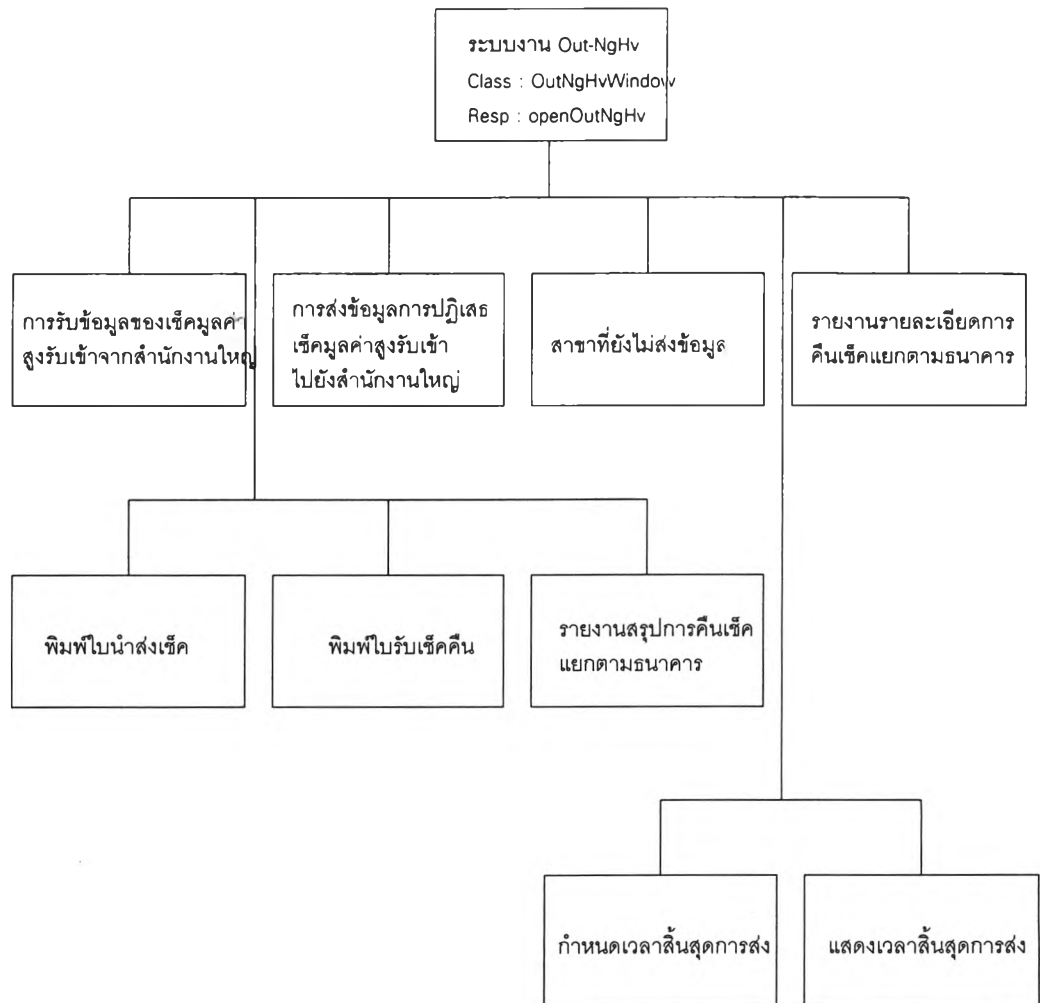 ระบบงาน Out-NgHv
Class : OutNgHvWindow
Resp : openOutNgHv
การรับข้อมูลของเช็คมูลค่า
สูงรับเข้าจากสำนักงานใหญ่
การส่งข้อมูลการปฏิเสธ
เช็คมูลค่าสูงรับเข้า
ไปยังสำนักงานใหญ่
สาขาที่ยังไม่ส่งข้อมูล
รายงานรายละเอียดการ
คืนเช็คแยกตามธนาคาร
พิมพ์ใบนำส่งเช็ค
พิมพ์ใบรับเช็คคืน
รายงานสรุปการคืนเช็ค
แยกตามธนาคาร
กำหนดเวลาสิ้นสุดการส่ง
แสดงเวลาสิ้นสุดการส่ง